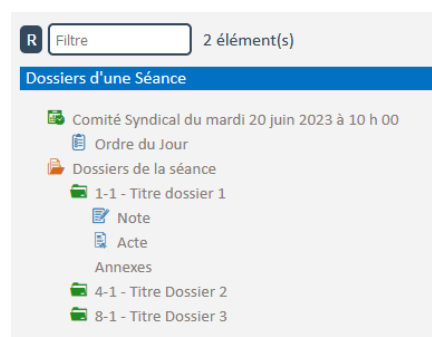 R Filtre 2 élément(s)
Dossiers d'une Séance
Comité Syndical du mardi 20 juin 2023 à 10 h 00
Ordre du Jour
Dossiers de la séance
1-1 - Titre dossier 1
Note
Acte
Annexes
4-1 - Titre Dossier 2
8-1 - Titre Dossier 3